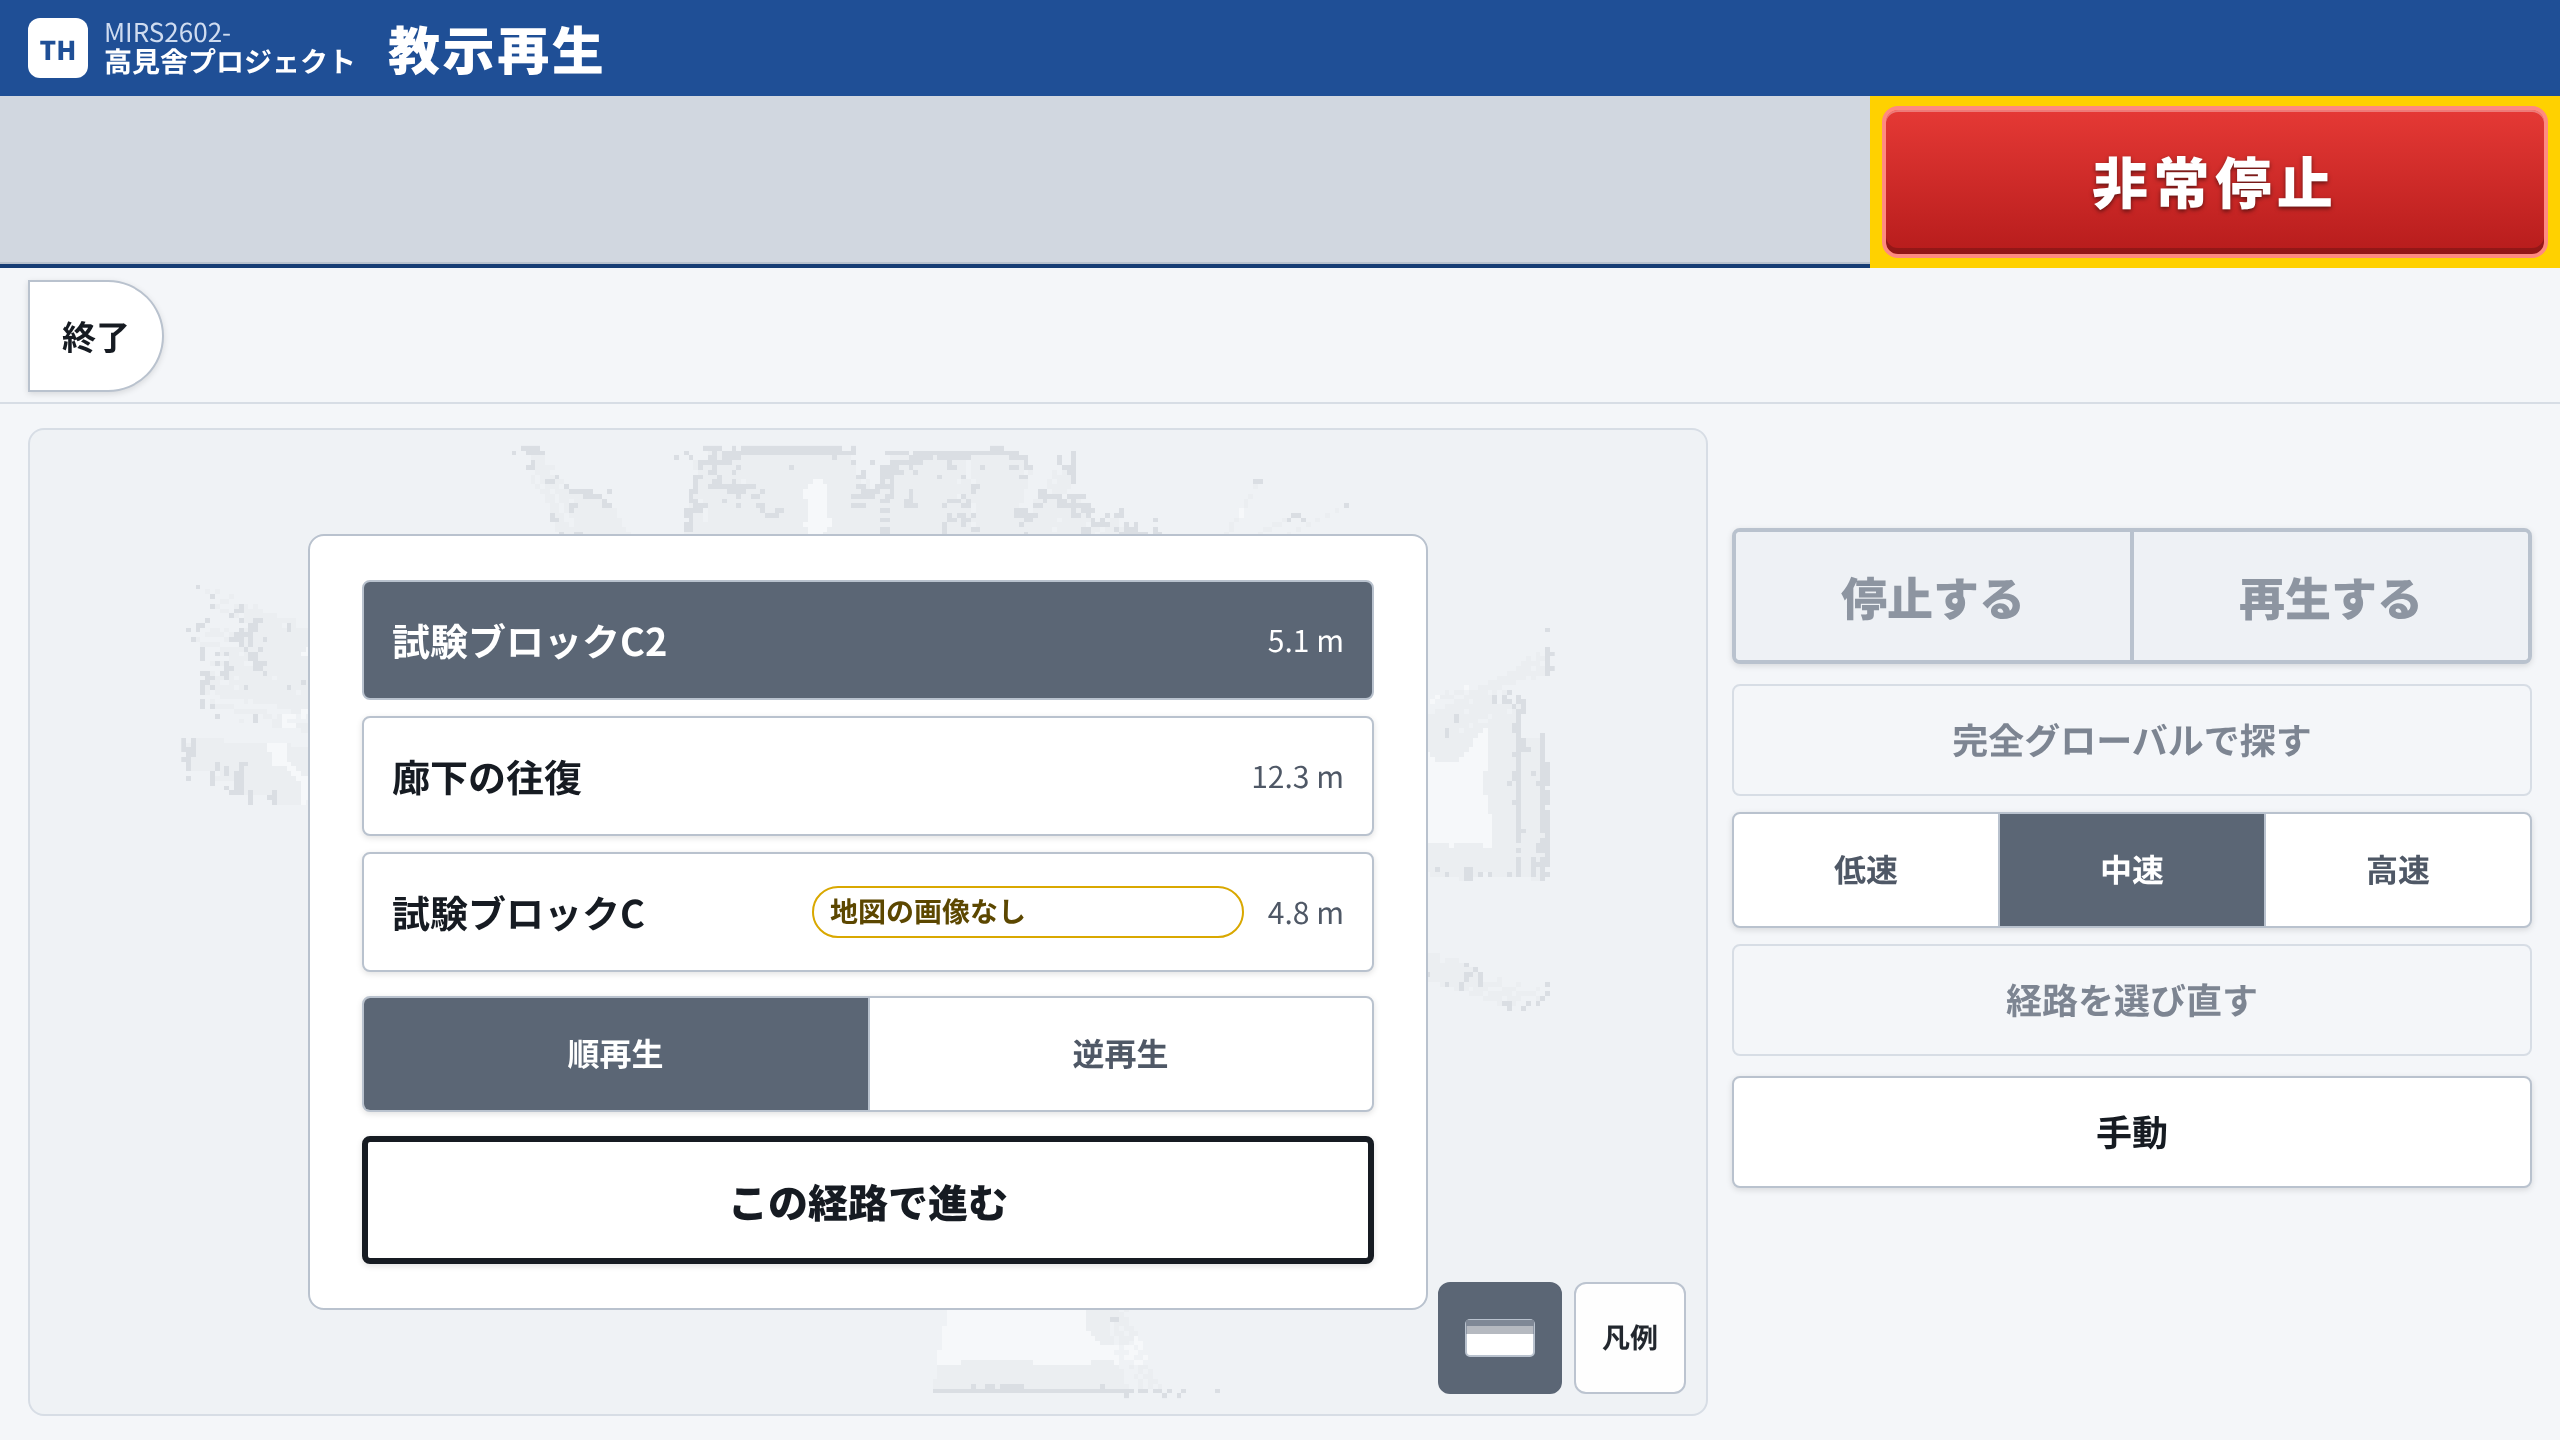 TH
MIRS2602-
高見舎プロジェクト
教示再生
非常停止
終了
試験ブロックC2 5.1 m
廊下の往復 12.3 m
試験ブロックC 地図の画像なし 4.8 m
順再生 逆再生
この経路で進む
凡例
停止する 再生する
完全グローバルで探す
低速 中速 高速
経路を選び直す
手動